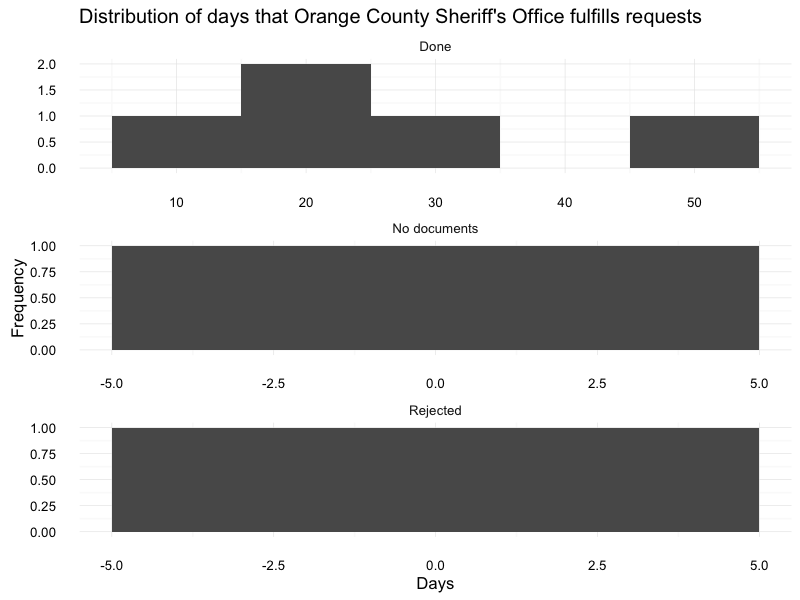 Distribution of days that Orange County Sheriff's Office fulfills requests
Done
2.0
1.5
1.0
0.5
0.0
10 20 30 40 50
No documents
1.00
0.75
0.50
0.25
0.00
-5.0 -2.5 0.0 2.5 5.0
Frequency
Rejected
1.00
0.75
0.50
0.25
0.00
-5.0 -2.5 0.0 2.5 5.0
Days